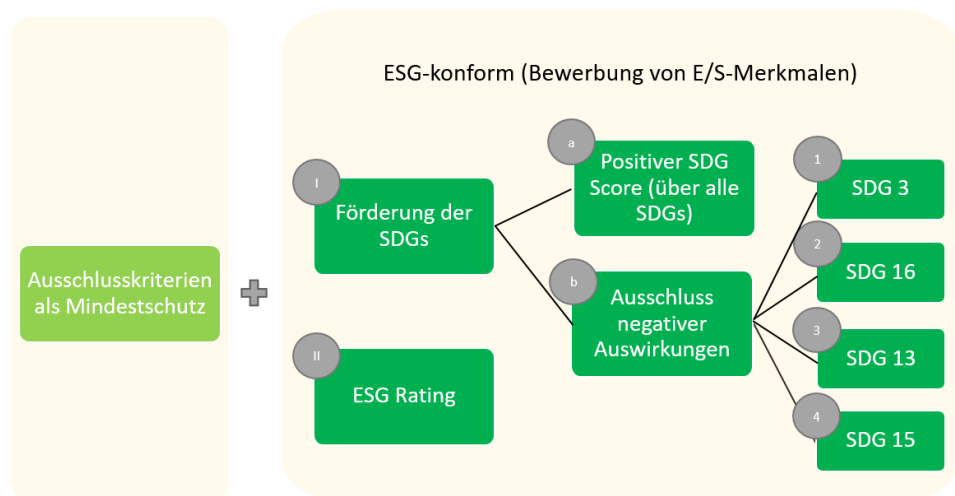 ESG-konform (Bewerbung von E/S-Merkmalen)
Ausschlusskriterien
als Mindestschutz
I
Förderung der
SDGs
II
ESG Rating
a
Positiver SDG
Score (über alle
SDGs)
b
Ausschluss
negativer
Auswirkungen
1
SDG 3
2
SDG 16
3
SDG 13
4
SDG 15